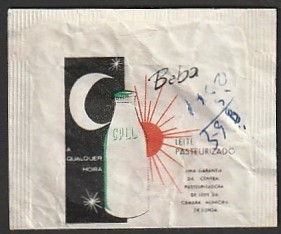 Beba
LEITE
PASTEURIZADO
A
QUALQUER
HORA
UMA GARANTIA
DA CENTRAL
PASTEURIZADORA
DE LEITE DA
CÂMARA MUNICIPAL
DE LISBOA